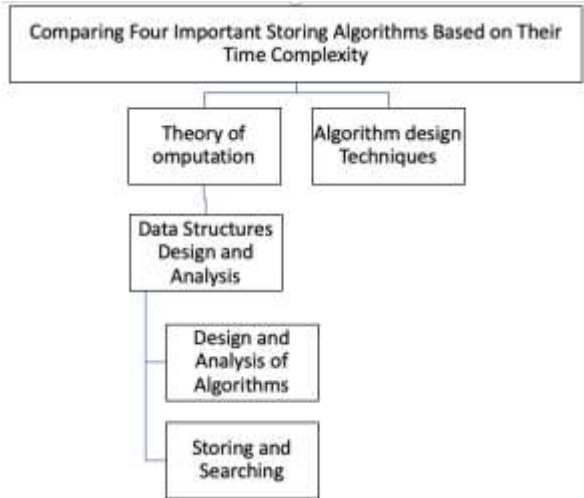 Comparing Four Important Storing Algorithms Based on Their
Time Complexity
Theory of
omputation
Algorithm design
Techniques
Data Structures
Design and
Analysis
Design and
Analysis of
Algorithms
Storing and
Searching